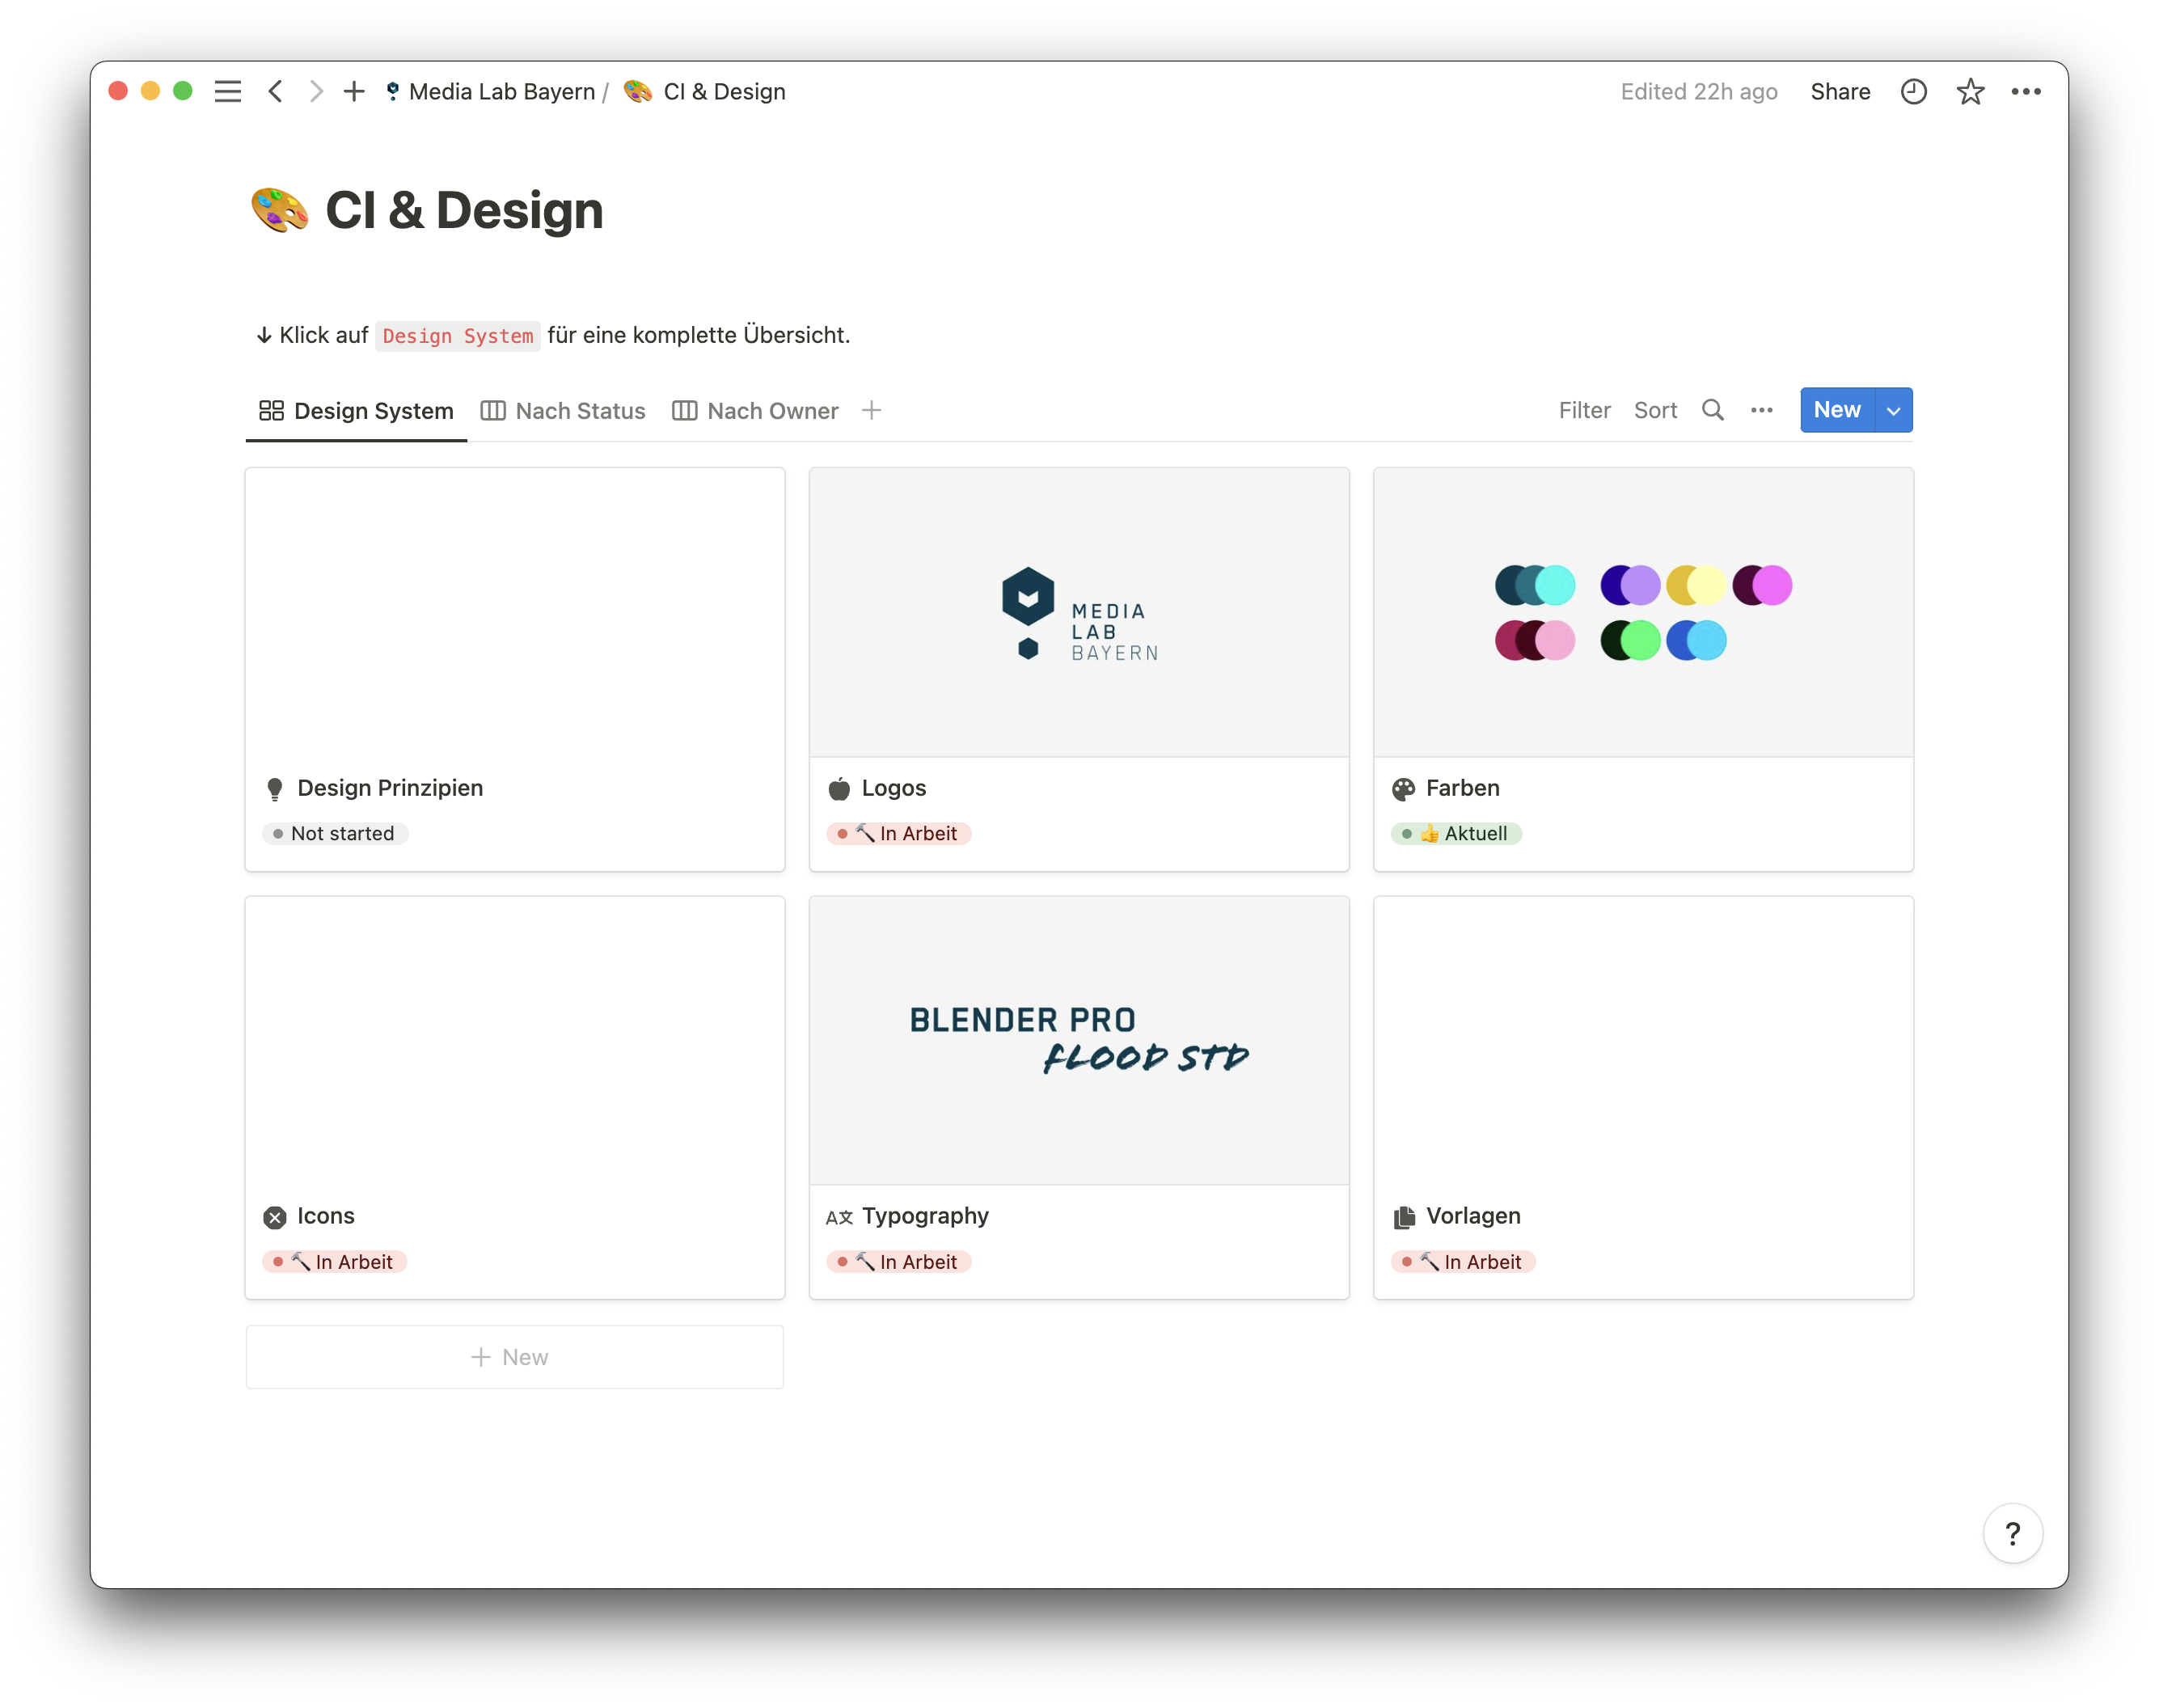 Media Lab Bayern / CI & Design
Edited 22h ago Share
CI & Design
↓ Klick auf Design System für eine komplette Übersicht.
Design System Nach Status Nach Owner
Filter Sort New
MEDIA
LAB
BAYERN
Design Prinzipien
Not started
Logos
In Arbeit
Farben
Aktuell
BLENDER PRO
FLOOD STD
Icons
In Arbeit
Typography
In Arbeit
Vorlagen
In Arbeit
+ New
?